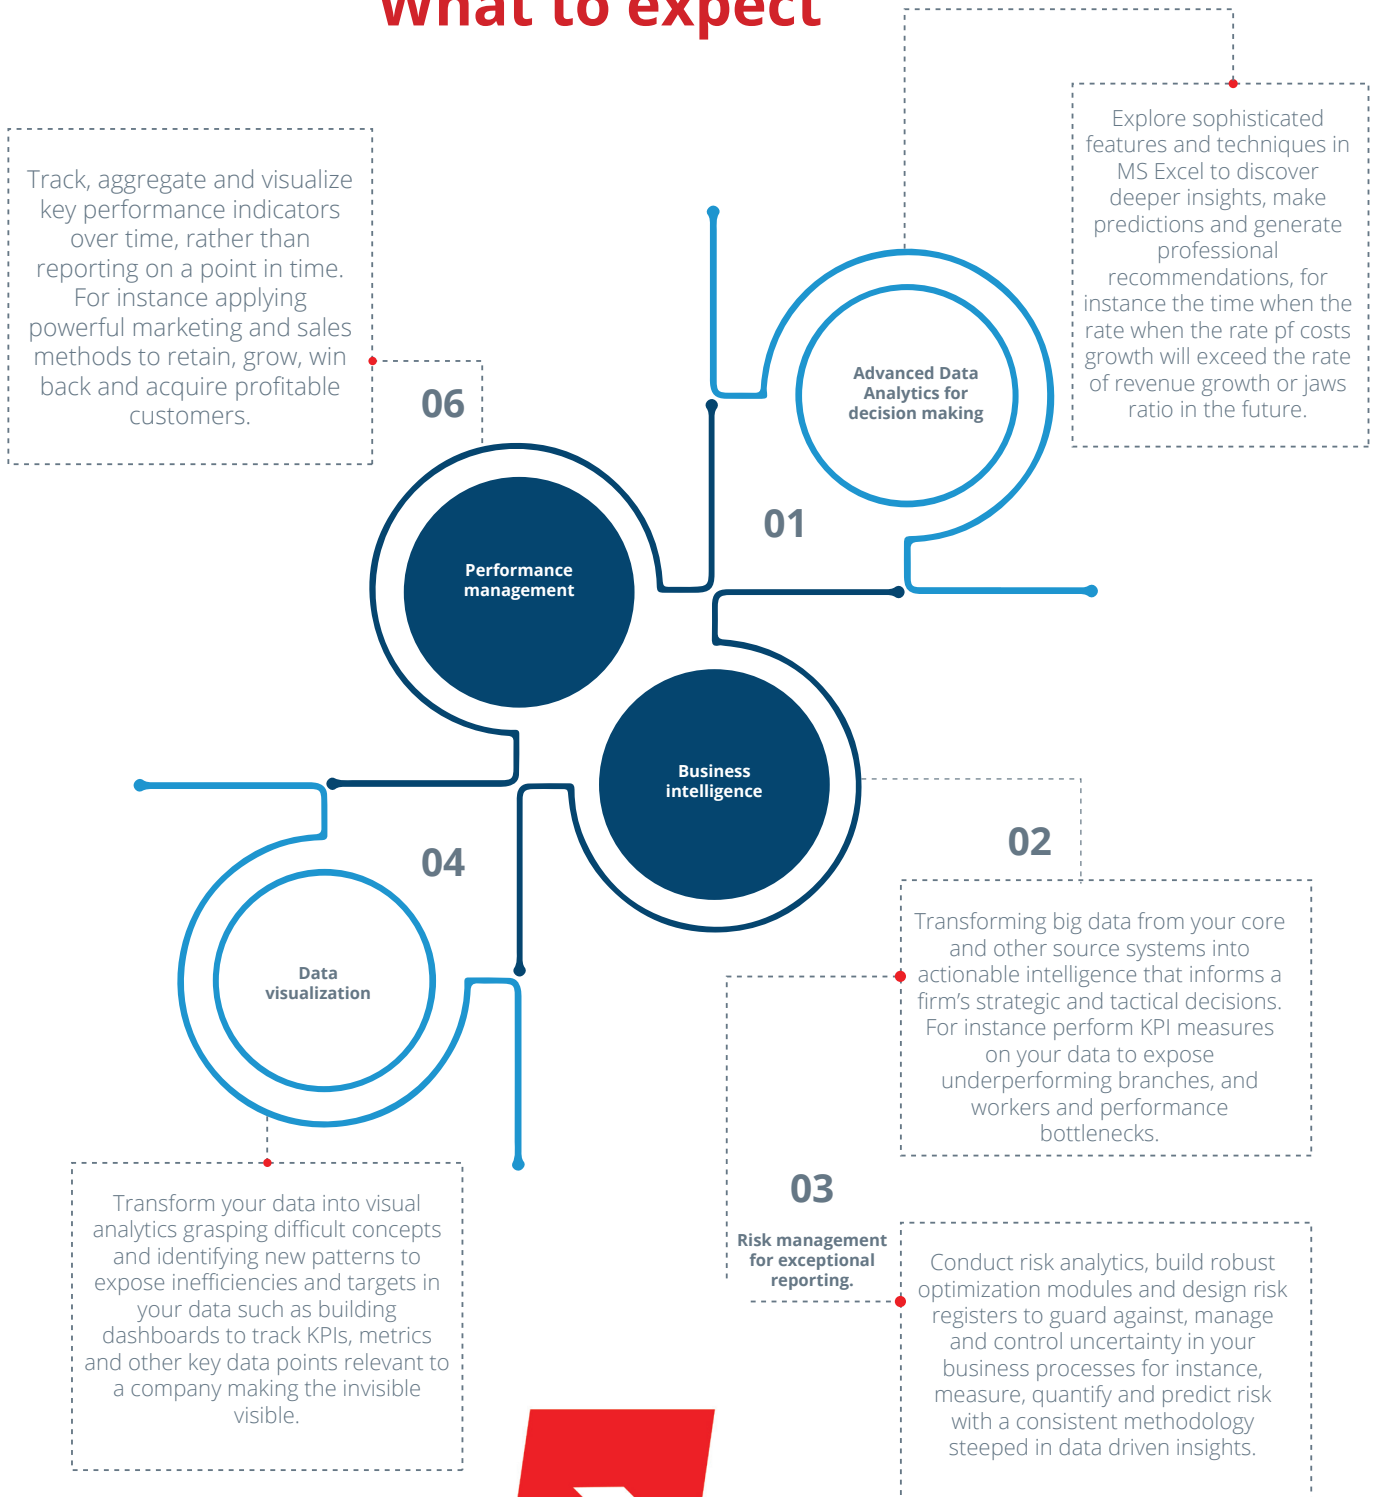 What to expect
Explore sophisticated
features and techniques in
MS Excel to discover
deeper insights, make
predictions and generate
professional
recommendations, for
instance the time when the
rate when the rate pf costs
growth will exceed the rate
of revenue growth or jaws
ratio in the future.
Track, aggregate and visualize
key performance indicators
over time, rather than
reporting on a point in time.
For instance applying
powerful marketing and sales
methods to retain, grow, win
back and acquire profitable
customers.
06
Advanced Data
Analytics for
decision making
01
Performance
management
Business
intelligence
02
04
Data
visualization
Transforming big data from your core
and other source systems into
actionable intelligence that informs a
firm’s strategic and tactical decisions.
For instance perform KPI measures
on your data to expose
underperforming branches, and
workers and performance
bottlenecks.
03
Risk management
for exceptional
reporting.
Transform your data into visual
analytics grasping difficult concepts
and identifying new patterns to
expose inefficiencies and targets in
your data such as building
dashboards to track KPIs, metrics
and other key data points relevant to
a company making the invisible
visible.
Conduct risk analytics, build robust
optimization modules and design risk
registers to guard against, manage
and control uncertainty in your
business processes for instance,
measure, quantify and predict risk
with a consistent methodology
steeped in data driven insights.